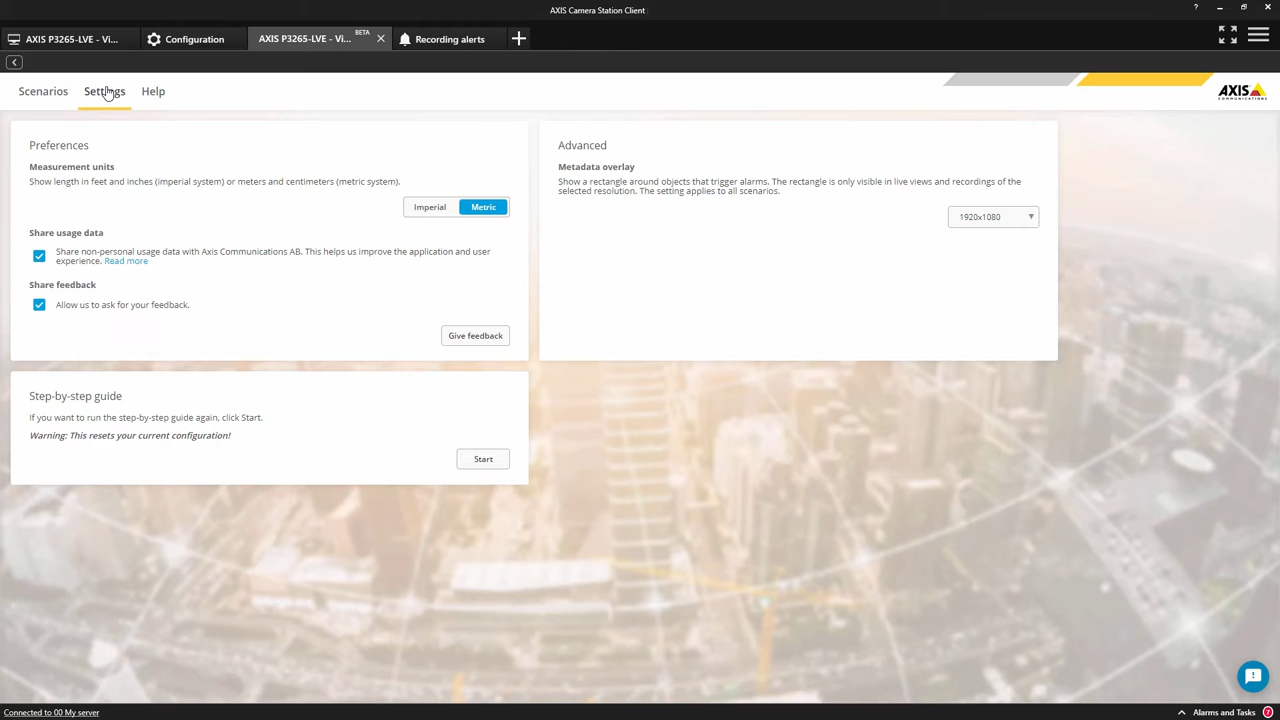 AXIS Camera Station Client
?
AXIS P3265-LVE - Vi...
Configuration
AXIS P3265-LVE - Vi...
BETA
Recording alerts
Scenarios
Settings
Help
AXIS
COMMUNICATIONS
Preferences
Measurement units
Show length in feet and inches (imperial system) or meters and centimeters (metric system).
Imperial
Metric
Share usage data
Share non-personal usage data with Axis Communications AB. This helps us improve the application and user
experience. Read more
Share feedback
Allow us to ask for your feedback.
Give feedback
Advanced
Metadata overlay
Show a rectangle around objects that trigger alarms. The rectangle is only visible in live views and recordings of the
selected resolution. The setting applies to all scenarios.
1920x1080
Step-by-step guide
If you want to run the step-by-step guide again, click Start.
Warning: This resets your current configuration!
Start
Connected to 00 My server
Alarms and Tasks
7